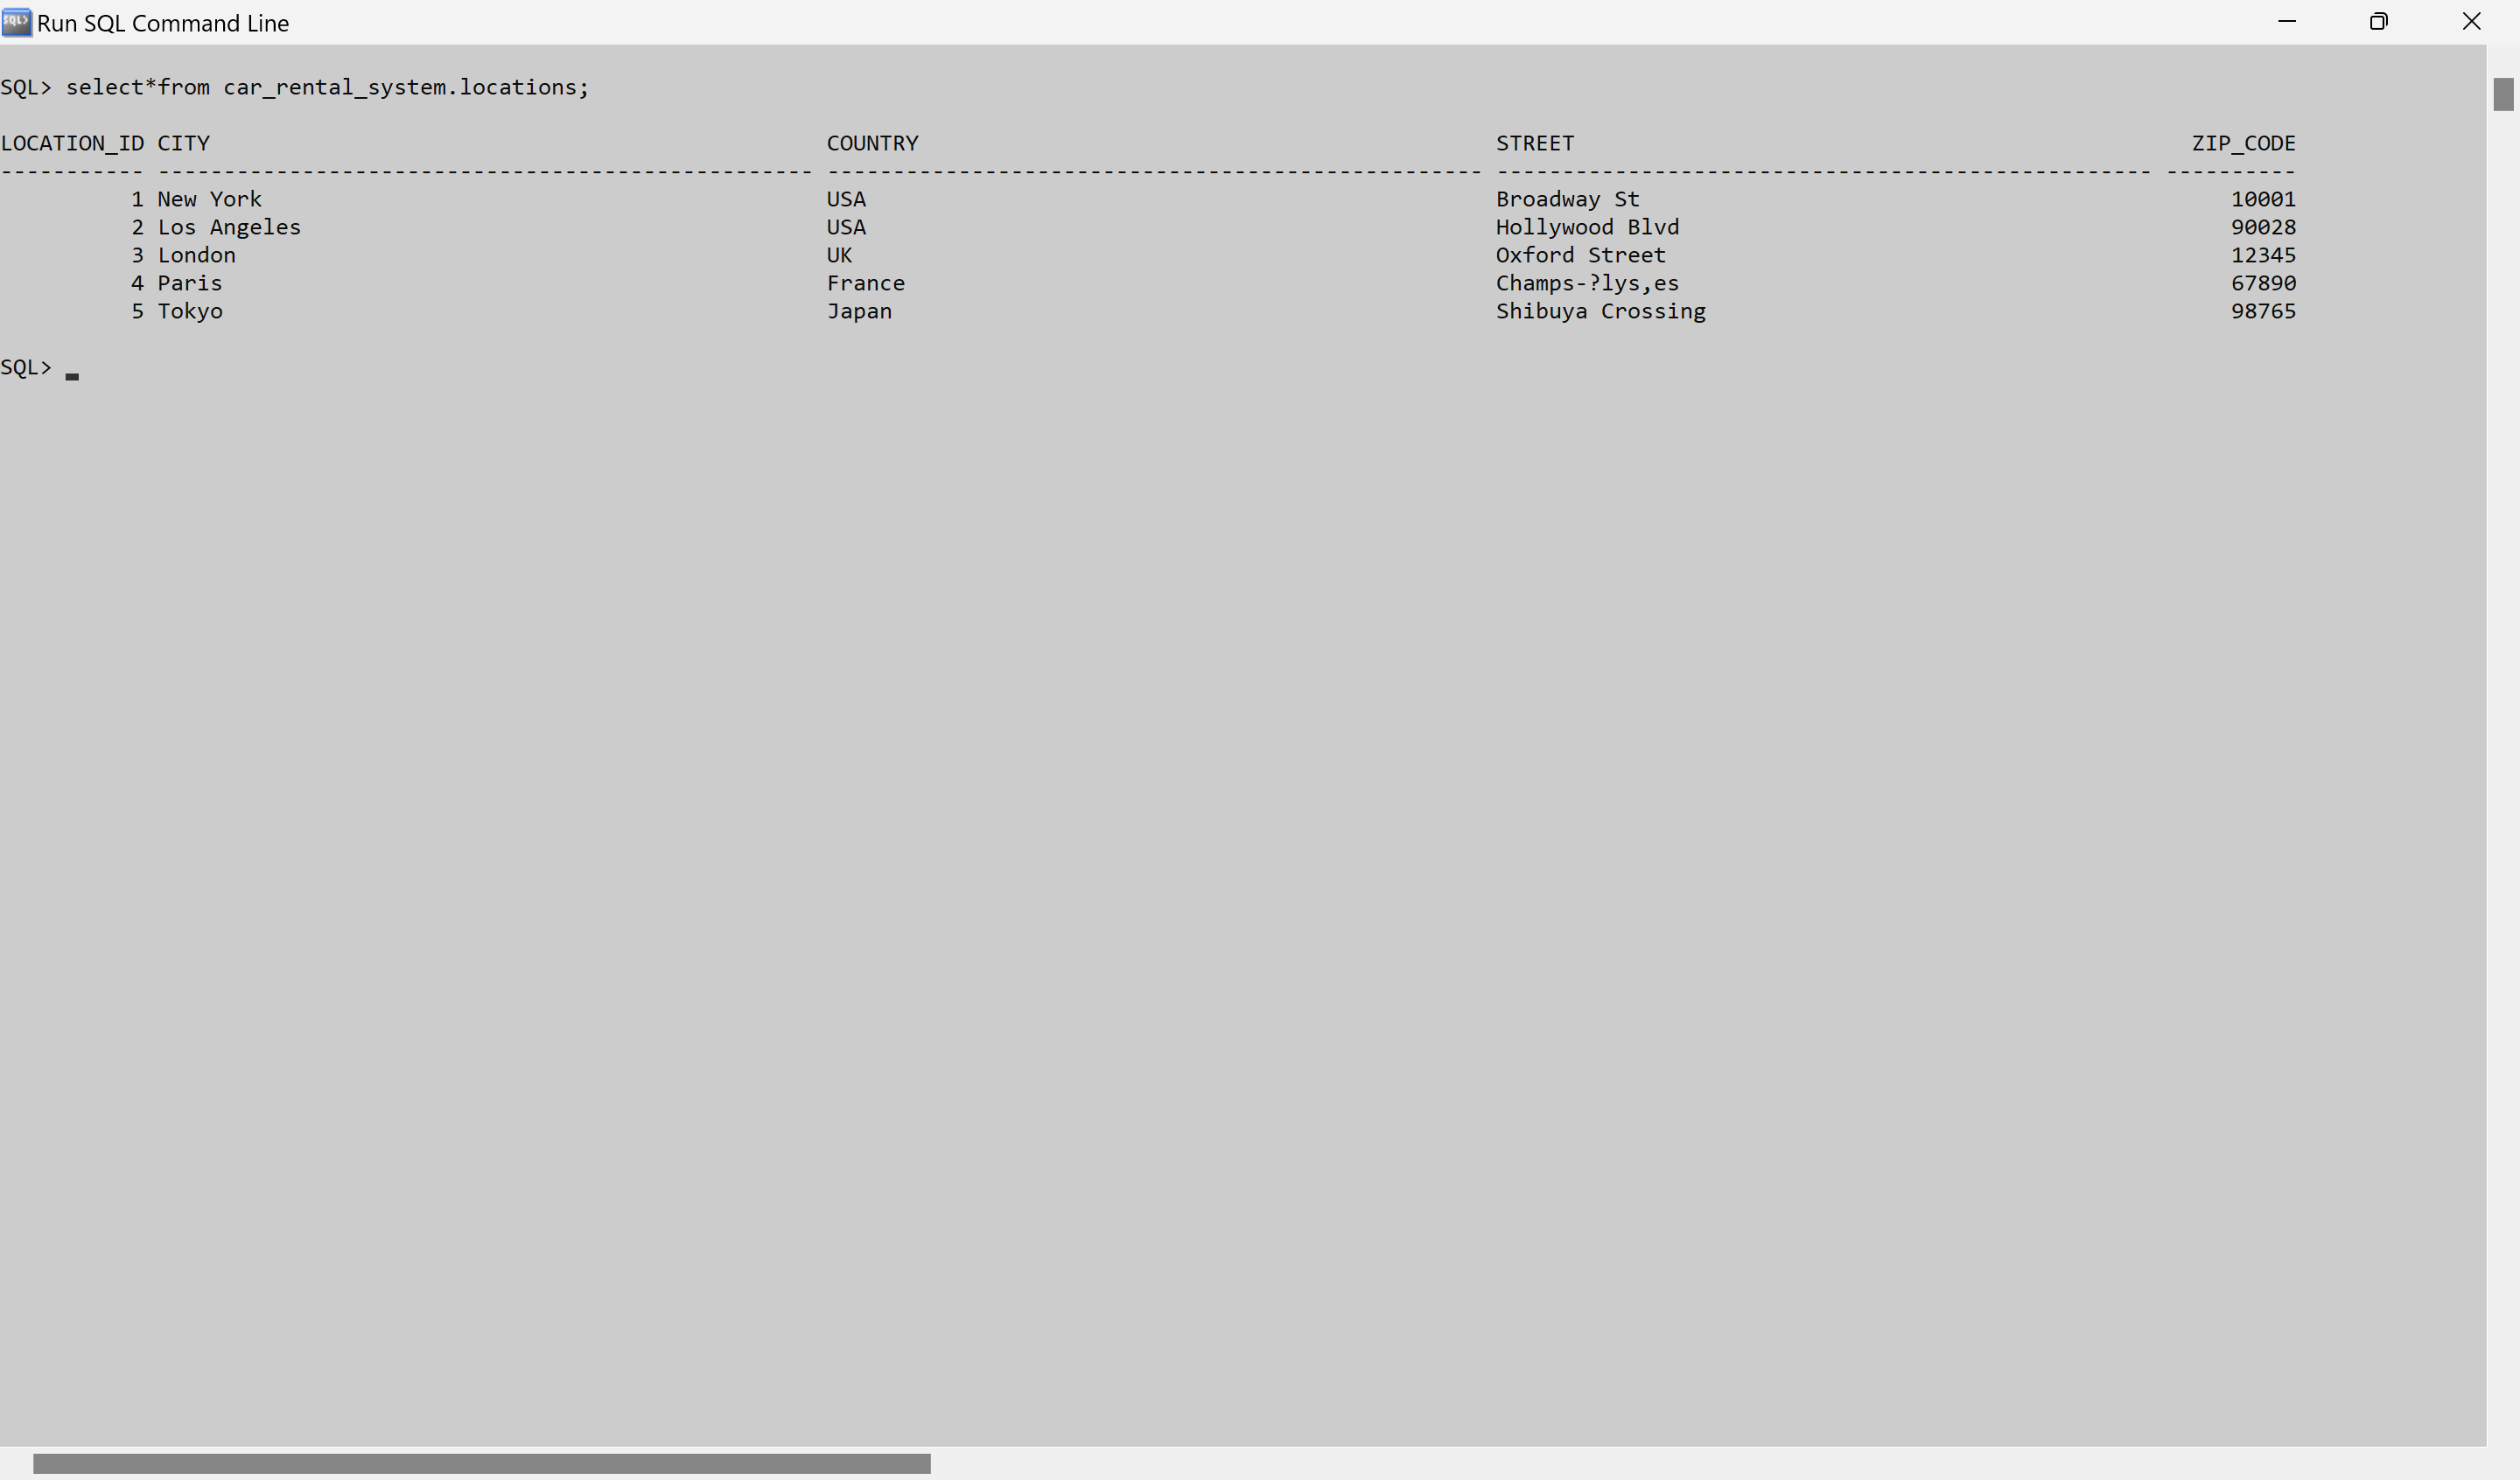 SQL> Run SQL Command Line
SQL> select*from car_rental_system.locations;
LOCATION_ID CITY COUNTRY STREET ZIP_CODE
----------- -------------------------------------------------- -------------------------------------------------- -------------------------------------------------- ----------
1 New York USA Broadway St 10001
2 Los Angeles USA Hollywood Blvd 90028
3 London UK Oxford Street 12345
4 Paris France Champs-?lys,es 67890
5 Tokyo Japan Shibuya Crossing 98765
SQL>